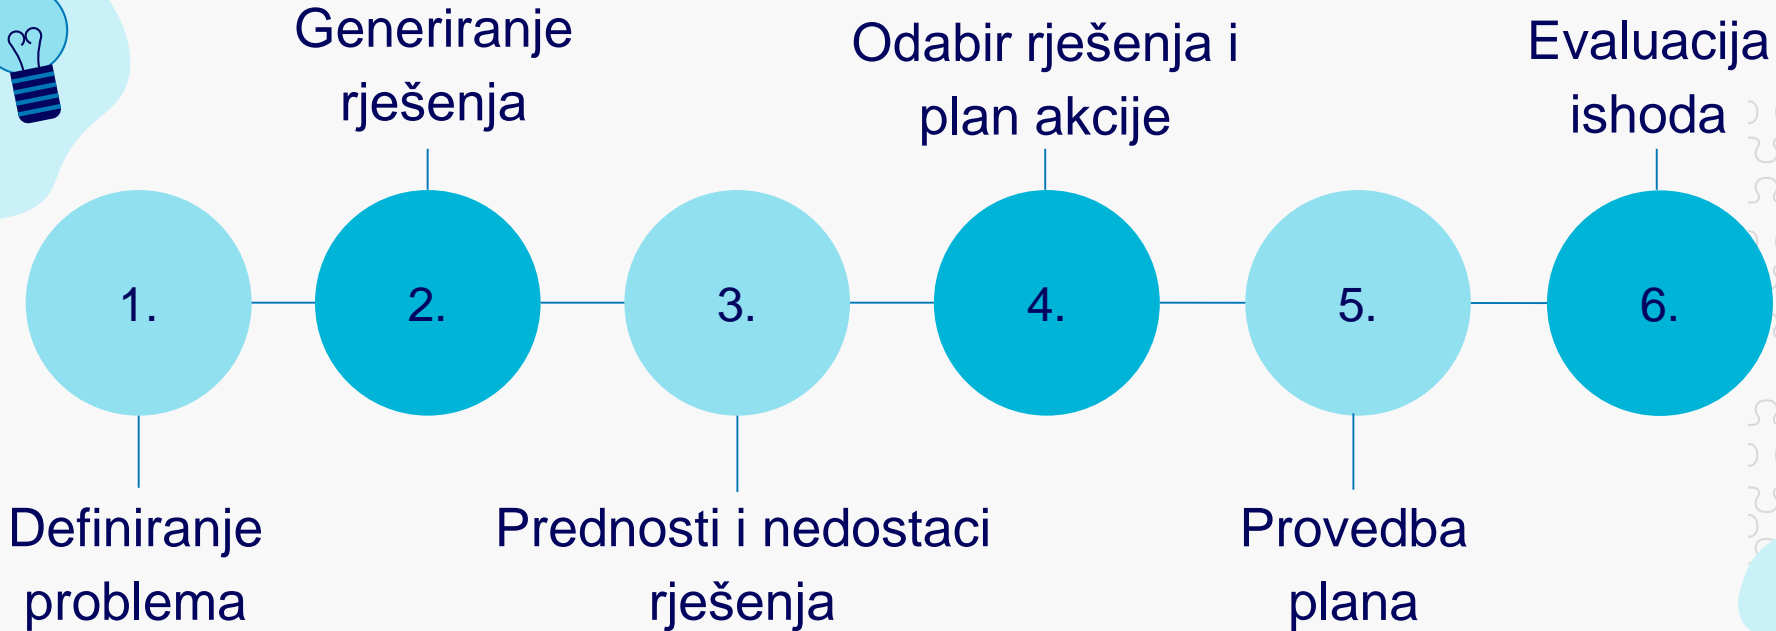 Generiranje
rješenja
Odabir rješenja i
plan akcije
Evaluacija
ishoda
1.
2.
3.
4.
5.
6.
Definiranje
problema
Prednosti i nedostaci
rješenja
Provedba
plana